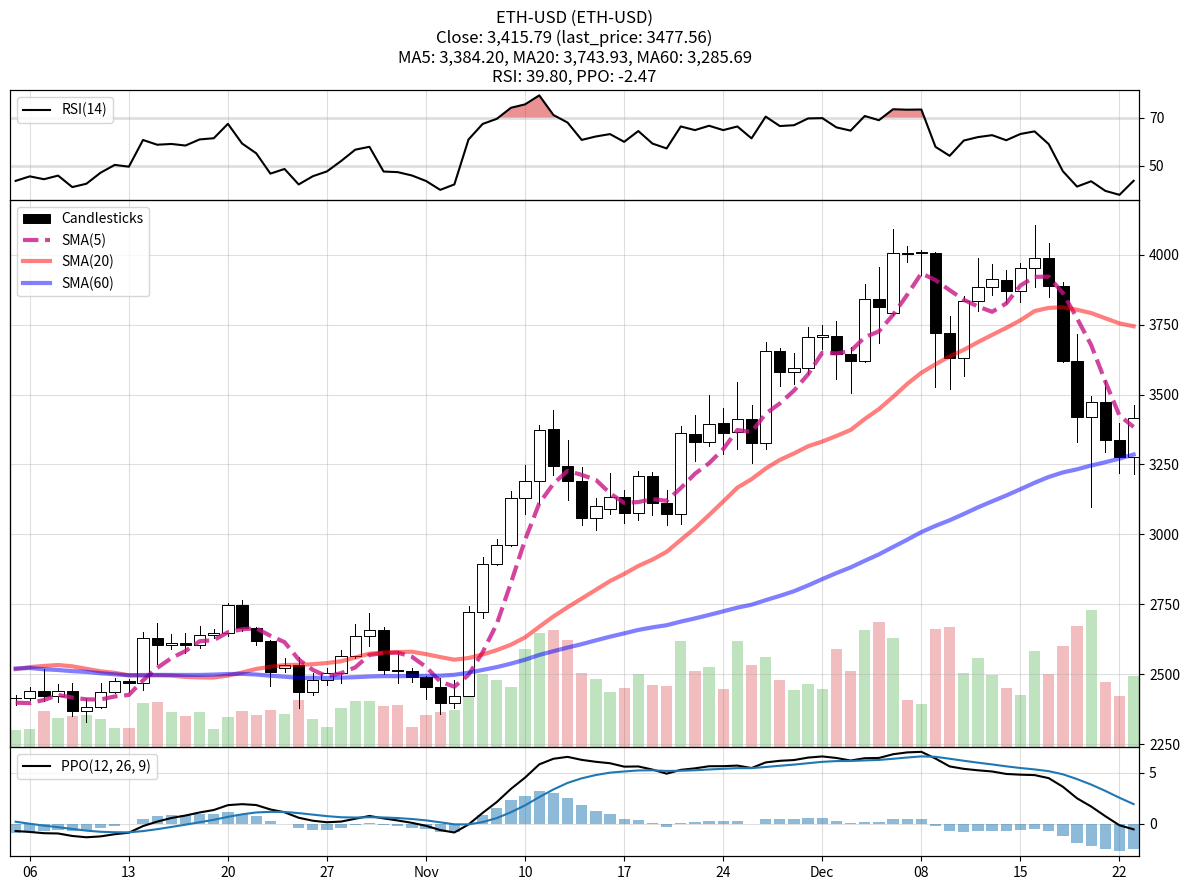 ETH-USD (ETH-USD)
Close: 3,415.79 (last_price: 3477.56)
MA5: 3,384.20, MA20: 3,743.93, MA60: 3,285.69
RSI: 39.80, PPO: -2.47
RSI(14)
70
50
Candlesticks
SMA(5)
SMA(20)
SMA(60)
4000
3750
3500
3250
3000
2750
2500
2250
PPO(12, 26, 9)
5
0
06 13 20 27 Nov 10 17 24 Dec 08 15 22